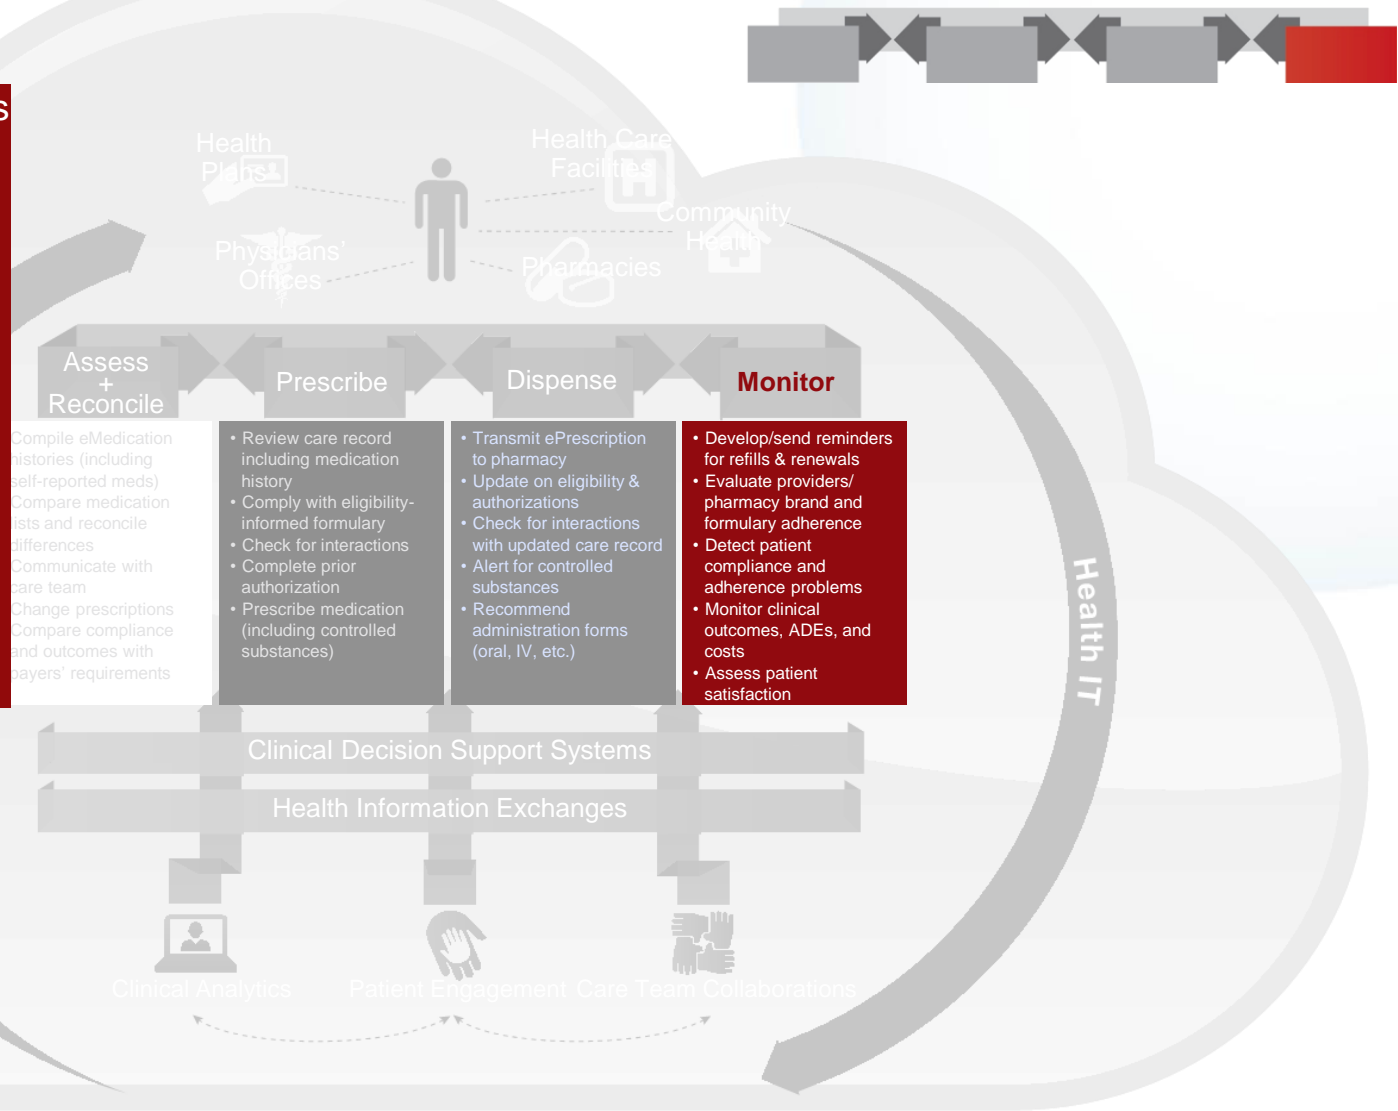 s
Health
Plans
Health Care
Facilities
Community
Health
Physicians'
Offices
Pharmacies
Assess
+
Reconcile
Prescribe
Dispense
Monitor
Compile eMedication
histories (including
self-reported meds)
Compare medication
lists and reconcile
differences
Communicate with
care team
Change prescriptions
Compare compliance
and outcomes with
payers' requirements
• Review care record
including medication
history
• Comply with eligibility-
informed formulary
• Check for interactions
• Complete prior
authorization
• Prescribe medication
(including controlled
substances)
• Transmit ePrescription
to pharmacy
• Update on eligibility &
authorizations
• Check for interactions
with updated care record
• Alert for controlled
substances
• Recommend
administration forms
(oral, IV, etc.)
• Develop/send reminders
for refills & renewals
• Evaluate providers/
pharmacy brand and
formulary adherence
• Detect patient
compliance and
adherence problems
• Monitor clinical
outcomes, ADEs, and
costs
• Assess patient
satisfaction
Health IT
Clinical Decision Support Systems
Health Information Exchanges
Clinical Analytics
Patient Engagement
Care Team Collaborations
H